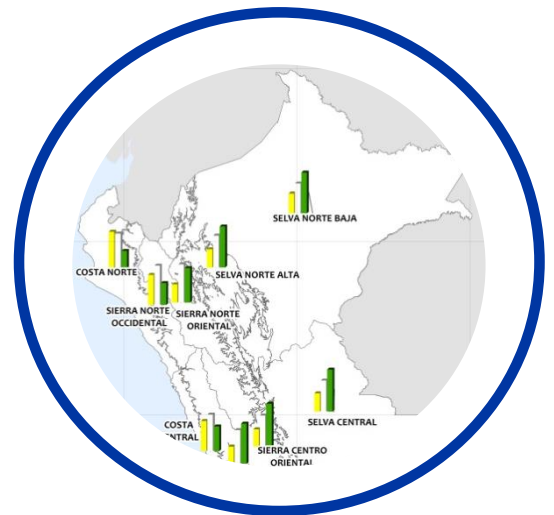 SELVA NORTE BAJA
COSTA NORTE
SELVA NORTE ALTA
SIERRA NORTE
OCCIDENTAL
SIERRA NORTE
ORIENTAL
SELVA CENTRAL
COSTA
SIERRA CENTRO
ORIENTAL